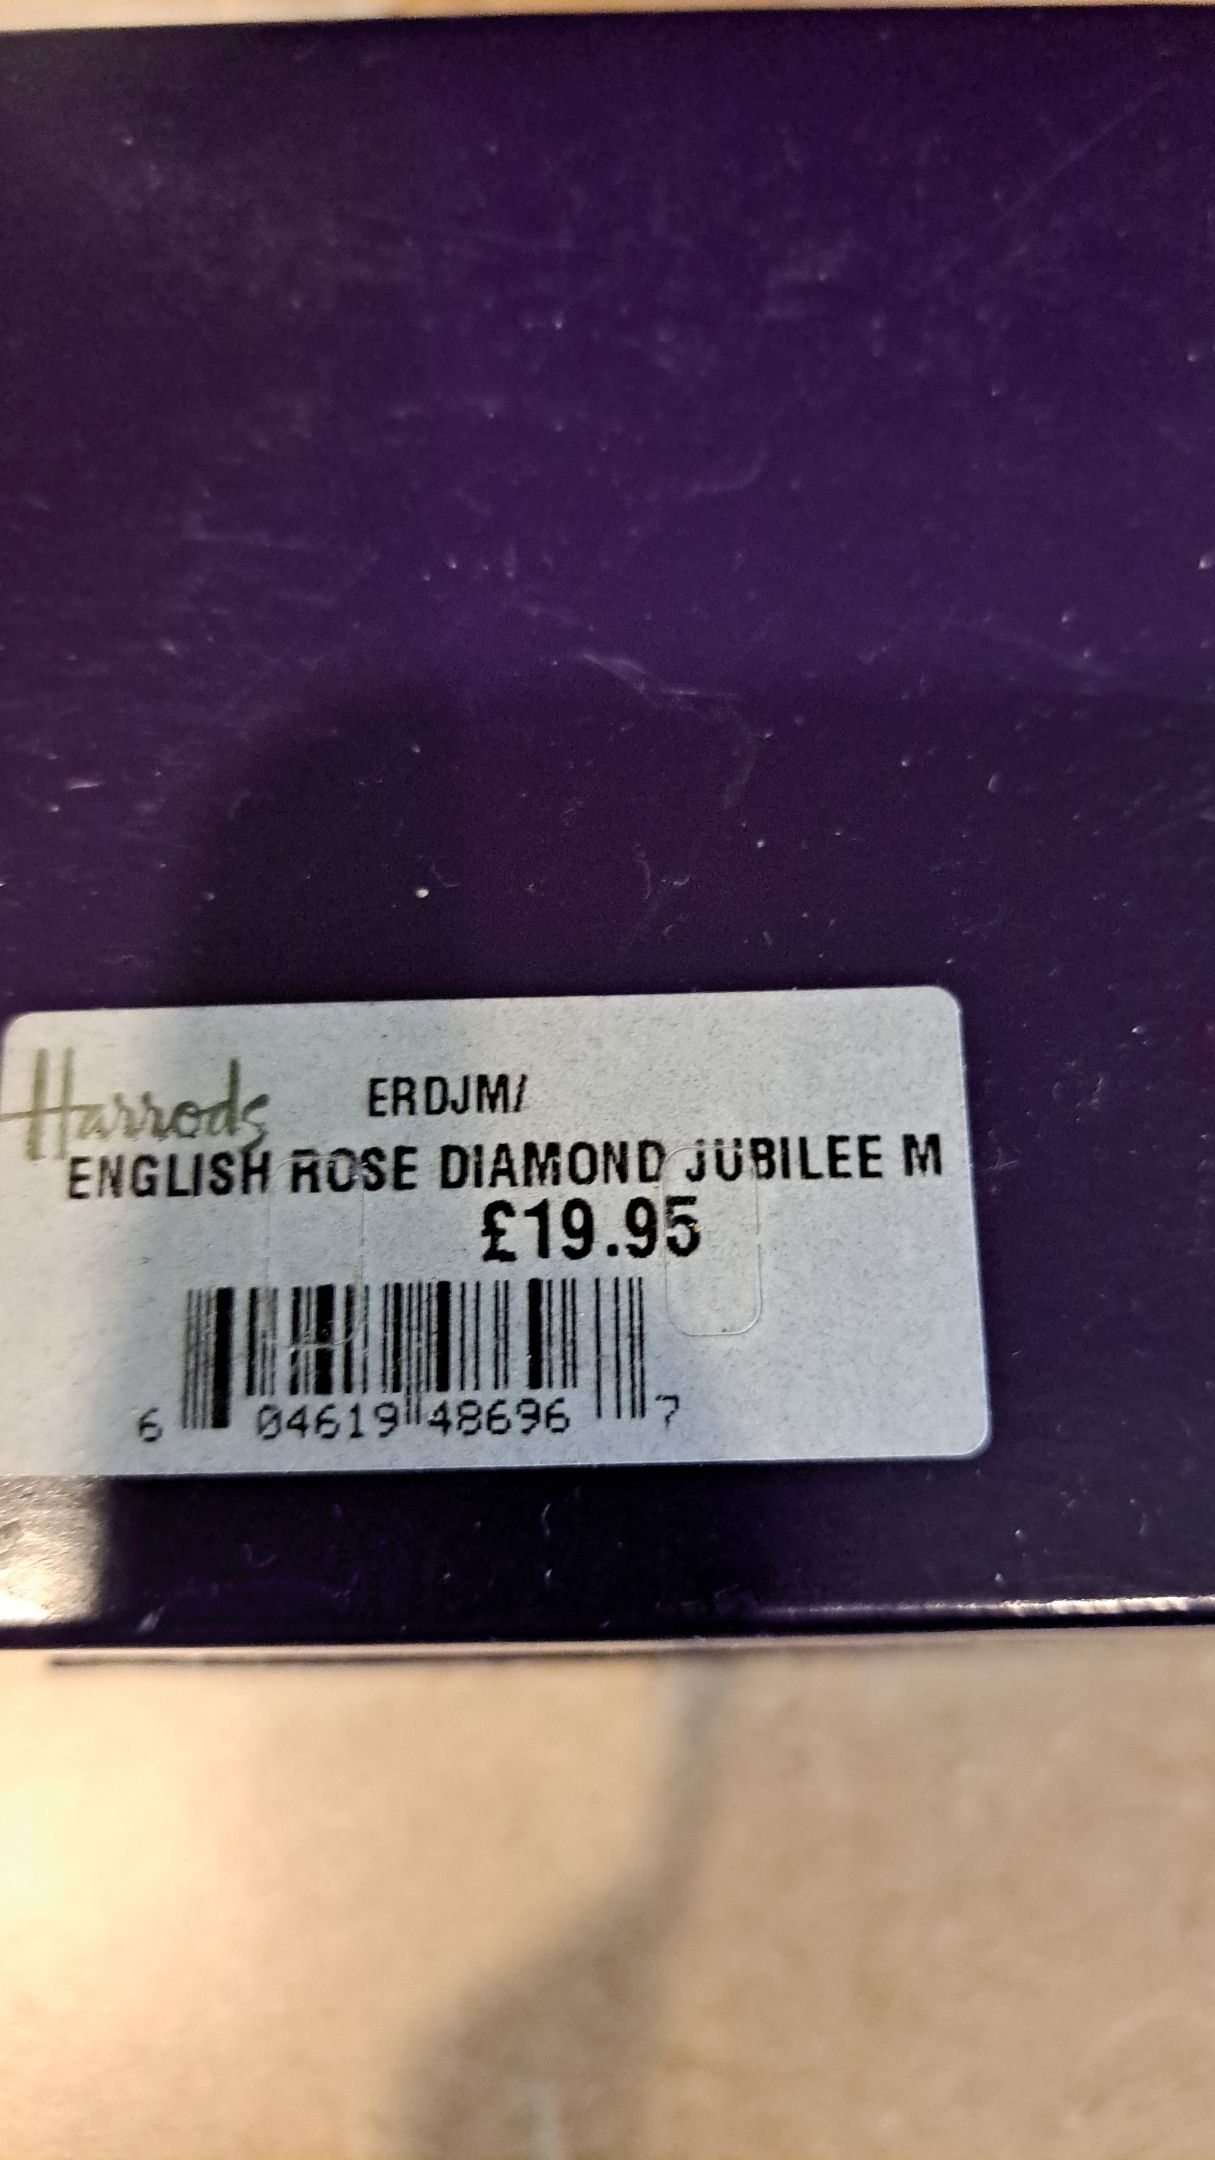 Harrods ERDJM/
ENGLISH ROSE DIAMOND JUBILEE M
£19.95
6 04619 48696 7